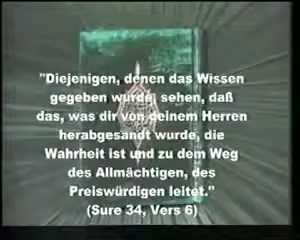 "Diejenigen, denen das Wissen
gegeben wurde, sehen, daß
das, was dir von deinem Herren
herabgesandt wurde, die
Wahrheit ist und zu dem Weg
des Allmächtigen, des
Preiswürdigen leitet."
(Sure 34, Vers 6)